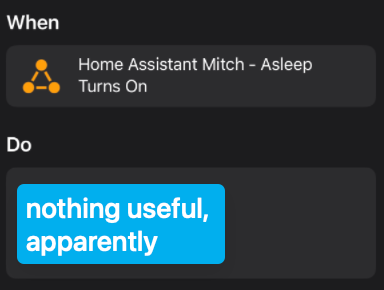 When
Home Assistant Mitch - Asleep
Turns On
Do
nothing useful,
apparently